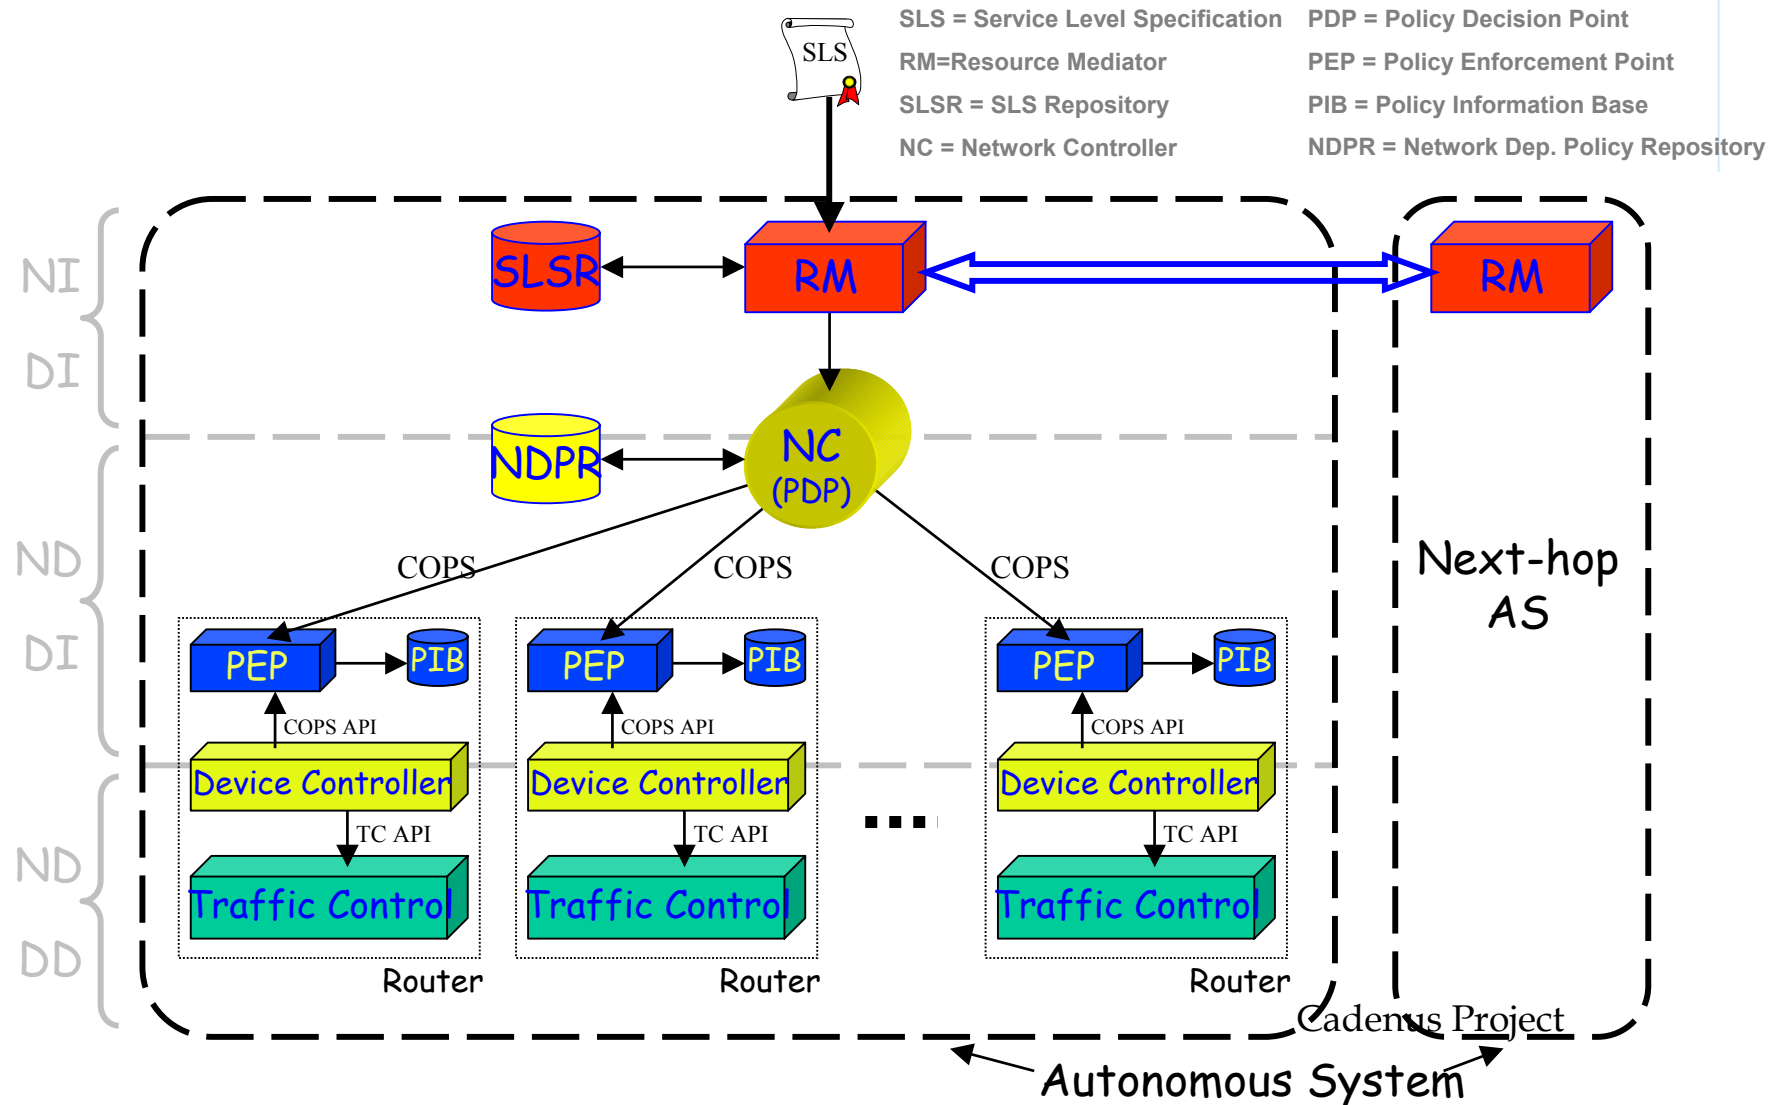 SLS
SLS = Service Level Specification
PDP = Policy Decision Point
RM=Resource Mediator
PEP = Policy Enforcement Point
SLSR = SLS Repository
PIB = Policy Information Base
NC = Network Controller
NDPR = Network Dep. Policy Repository
NI
SLSR
RM
RM
DI
NDPR
NC
(PDP)
ND
COPS
COPS
COPS
Next-hop
AS
DI
PEP
PIB
PEP
PIB
PEP
PIB
COPS API
COPS API
COPS API
Device Controller
Device Controller
Device Controller
TC API
TC API
TC API
ND
Traffic Control
Traffic Control
Traffic Control
DD
Router
Router
Router
Cadenus Project
Autonomous System